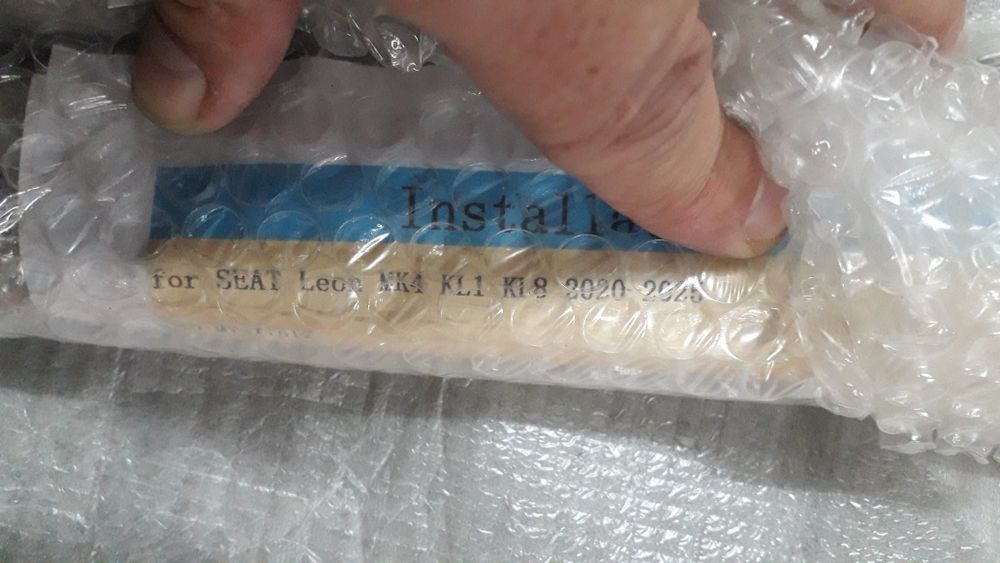 Installa
for SEAT Leon MK4 KL1 KL8 2020-2025